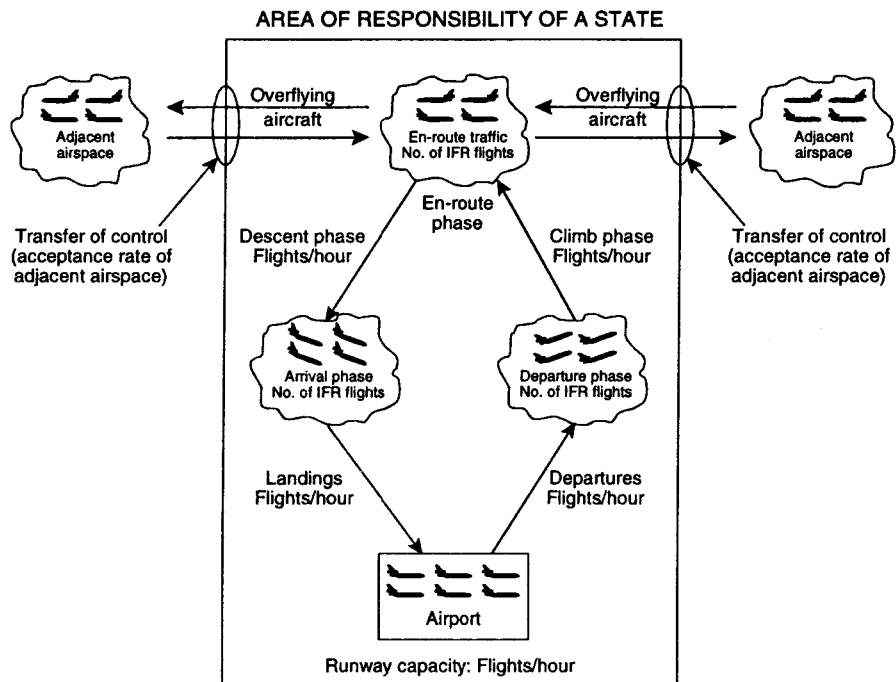 AREA OF RESPONSIBILITY OF A STATE
Adjacent
airspace
Overflying
aircraft
En-route traffic
No. of IFR flights
Overflying
aircraft
Adjacent
airspace
En-route
phase
Transfer of control
(acceptance rate of
adjacent airspace)
Descent phase
Flights/hour
Climb phase
Flights/hour
Transfer of control
(acceptance rate of
adjacent airspace)
Arrival phase
No. of IFR flights
Departure phase
No. of IFR flights
Landings
Flights/hour
Departures
Flights/hour
Airport
Runway capacity: Flights/hour